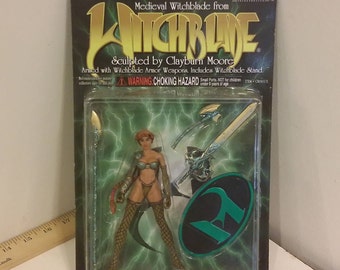 Medieval Witchblade from
WITCHBLADE
Sculpted by Clayburn Moore
Armed with Witchblade Armor Weapons. Includes Witchblade Stand.
WARNING: CHOKING HAZARD